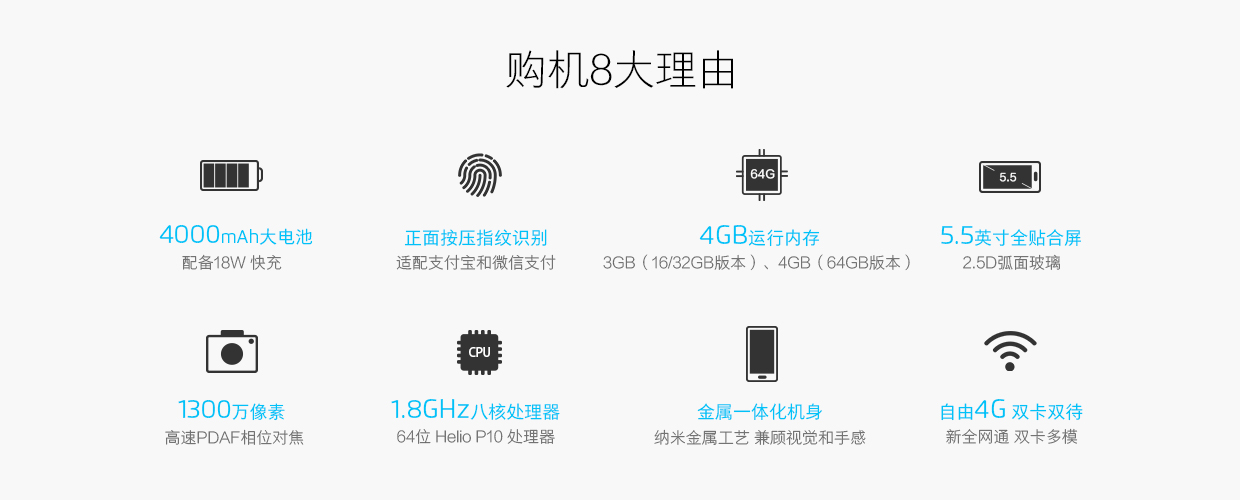 购机8大理由
64G
5.5
4000mAh大电池
正面按压指纹识别
4GB运行内存
5.5英寸全贴合屏
配备18W 快充
适配支付宝和微信支付
3GB（16/32GB版本）、4GB（64GB版本）
2.5D弧面玻璃
CPU
1300万像素
1.8GHz八核处理器
金属一体化机身
自由4G 双卡双待
高速PDAF相位对焦
64位 Helio P10 处理器
纳米金属工艺 兼顾视觉和手感
新全网通 双卡多模